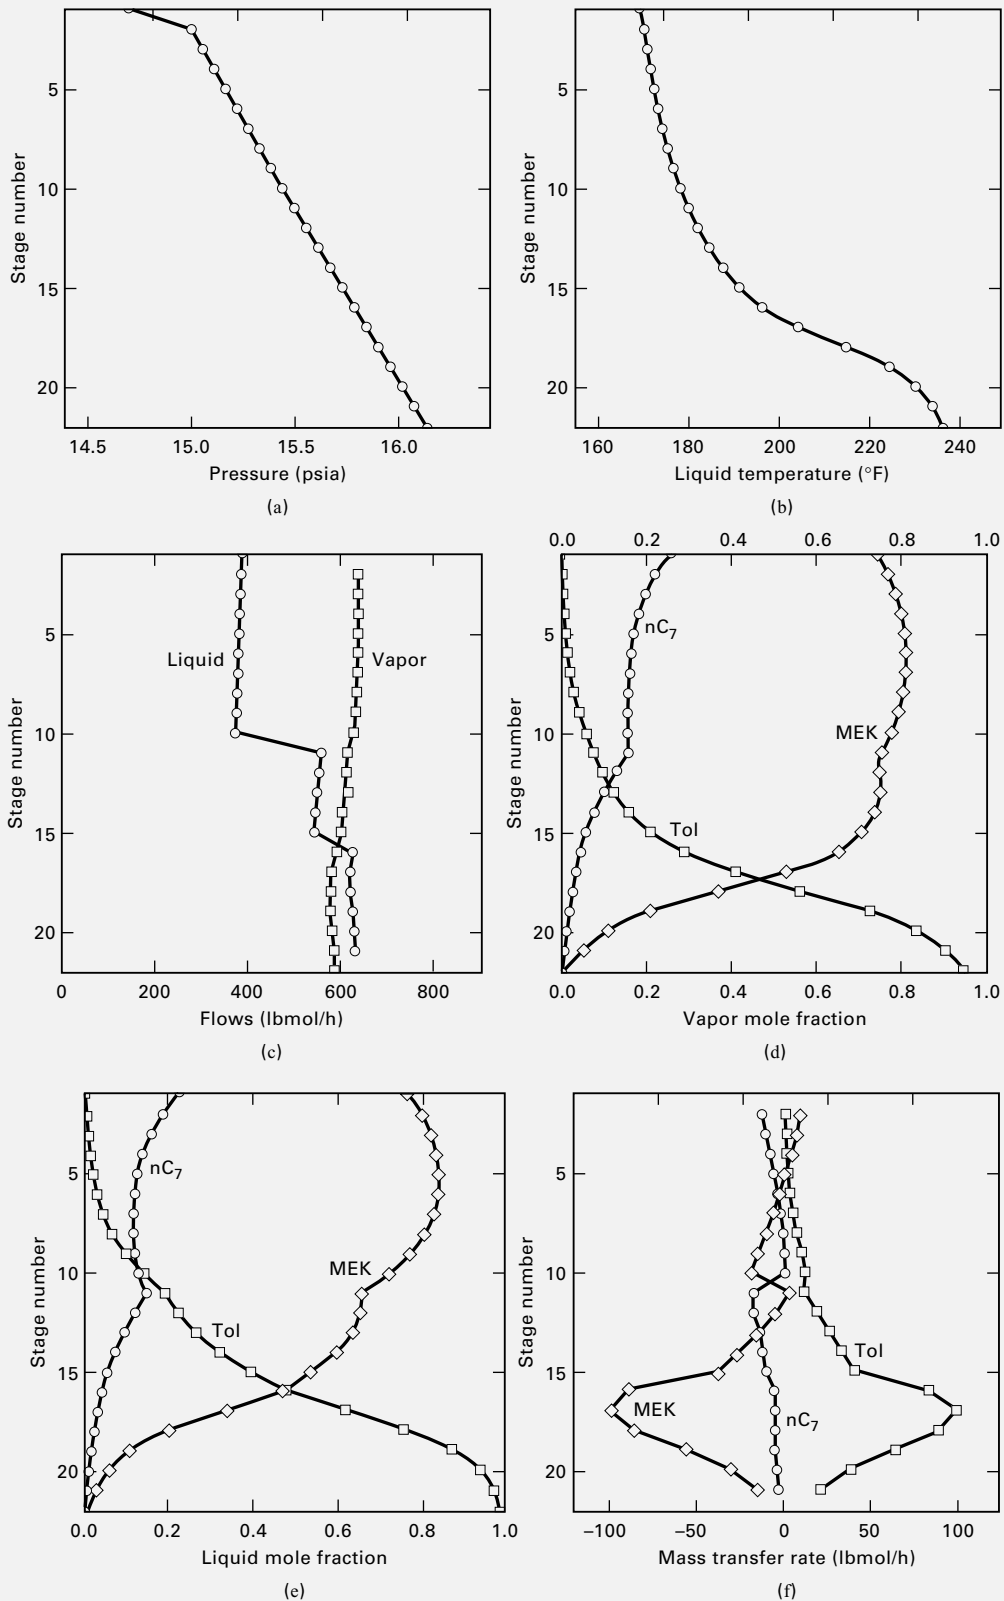 Stage number
5
10
15
20
14.5 15.0 15.5 16.0
Pressure (psia)
(a)
Stage number
5
10
15
20
160 180 200 220 240
Liquid temperature (°F)
(b)
Stage number
5
10
15
20
Liquid
Vapor
0 200 400 600 800
Flows (lbmol/h)
(c)
0.0 0.2 0.4 0.6 0.8 1.0
Stage number
5
10
15
20
nC7
MEK
Tol
0.0 0.2 0.4 0.6 0.8 1.0
Vapor mole fraction
(d)
Stage number
5
10
15
20
nC7
MEK
Tol
0.0 0.2 0.4 0.6 0.8 1.0
Liquid mole fraction
(e)
Stage number
5
10
15
20
Tol
MEK
nC7
−100 −50 0 50 100
Mass transfer rate (lbmol/h)
(f)